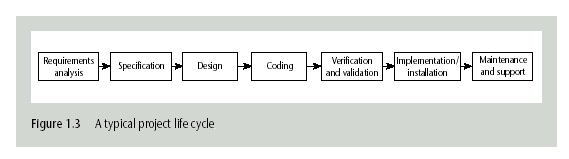 Requirements
analysis
Specification
Design
Coding
Verification
and validation
Implementation/
installation
Maintenance
and support
Figure 1.3 A typical project life cycle